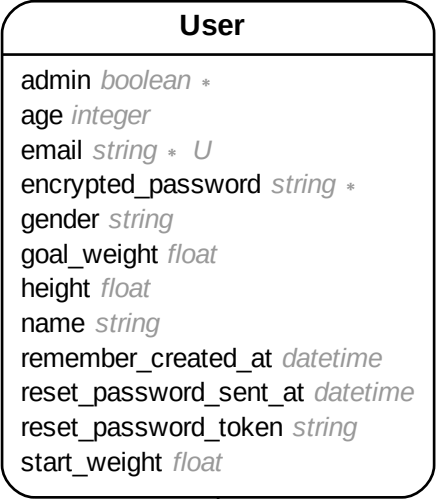 User
admin boolean *
age integer
email string * U
encrypted_password string *
gender string
goal_weight float
height float
name string
remember_created_at datetime
reset_password_sent_at datetime
reset_password_token string
start_weight float